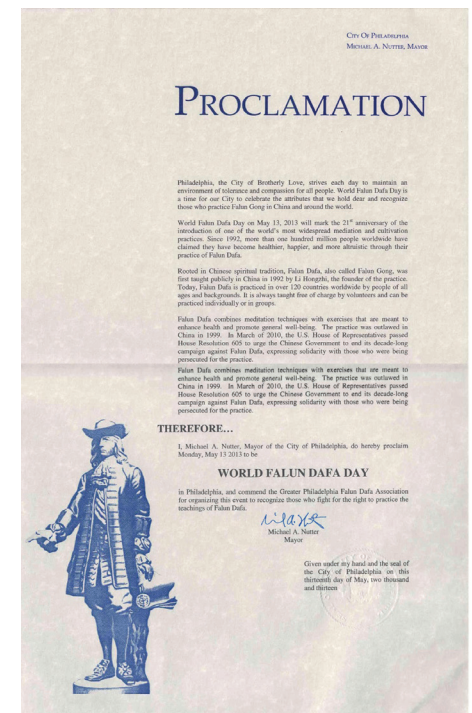 CITY OF PHILADELPHIA
MICHAEL A. NUTTER, MAYOR
PROCLAMATION
Philadelphia, the City of Brotherly Love, strives each day to maintain an
environment of tolerance and compassion for all people. World Falun Dafa Day is
a time for our City to celebrate the attributes that we hold dear and recognize
those who practice Falun Gong in China and around the world.
World Falun Dafa Day on May 13, 2013 will mark the 21st anniversary of the
introduction of one of the world's most widespread mediation and cultivation
practices. Since 1992, more than one hundred million people worldwide have
claimed they have become healthier, happier, and more altruistic through their
practice of Falun Dafa.
Rooted in Chinese spiritual tradition, Falun Dafa, also called Falun Gong, was
first taught publicly in China in 1992 by Li Hongzhi, the founder of the practice.
Today, Falun Dafa is practiced in over 120 countries worldwide by people of all
ages and backgrounds. It is always taught free of charge by volunteers and can be
practiced individually or in groups.
Falun Dafa combines meditation techniques with exercises that are meant to
enhance health and promote general well-being. The practice was outlawed in
China in 1999. In March of 2010, the U.S. House of Representatives passed
House Resolution 605 to urge the Chinese Government to end its decade-long
campaign against Falun Dafa, expressing solidarity with those who were being
persecuted for the practice.
Falun Dafa combines meditation techniques with exercises that are meant to
enhance health and promote general well-being. The practice was outlawed in
China in 1999. In March of 2010, the U.S. House of Representatives passed
House Resolution 605 to urge the Chinese Government to end its decade-long
campaign against Falun Dafa, expressing solidarity with those who were being
persecuted for the practice.
THEREFORE...
I, Michael A. Nutter, Mayor of the City of Philadelphia, do hereby proclaim
Monday, May 13 2013 to be
WORLD FALUN DAFA DAY
in Philadelphia, and commend the Greater Philadelphia Falun Dafa Association
for organizing this event to recognize those who fight for the right to practice the
teachings of Falun Dafa.
Michael A. Nutter
Mayor
Given under my hand and the seal of
the City of Philadelphia on this
thirteenth day of May, two thousand
and thirteen